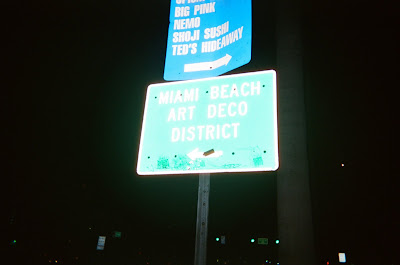 BIG PINK
NEMO
SHOJI SUSHI
TED'S HIDEAWAY
MIAMI BEACH
ART DECO
DISTRICT